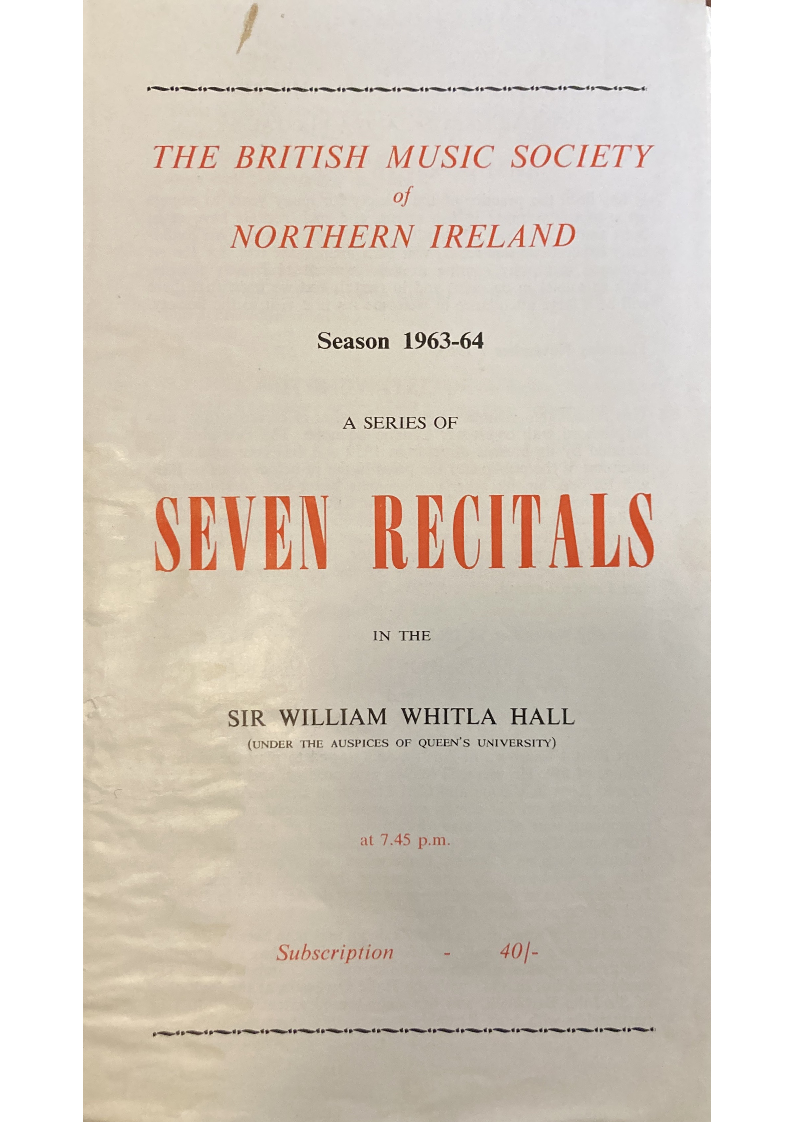 THE BRITISH MUSIC SOCIETY
of
NORTHERN IRELAND
Season 1963-64
A SERIES OF
SEVEN RECITALS
IN THE
SIR WILLIAM WHITLA HALL
(UNDER THE AUSPICES OF QUEEN'S UNIVERSITY)
at 7.45 p.m.
Subscription - 40/-